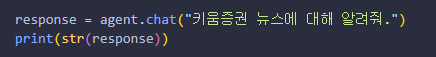 response = agent.chat("키움증권 뉴스에 대해 알려줘.")
print(str(response))